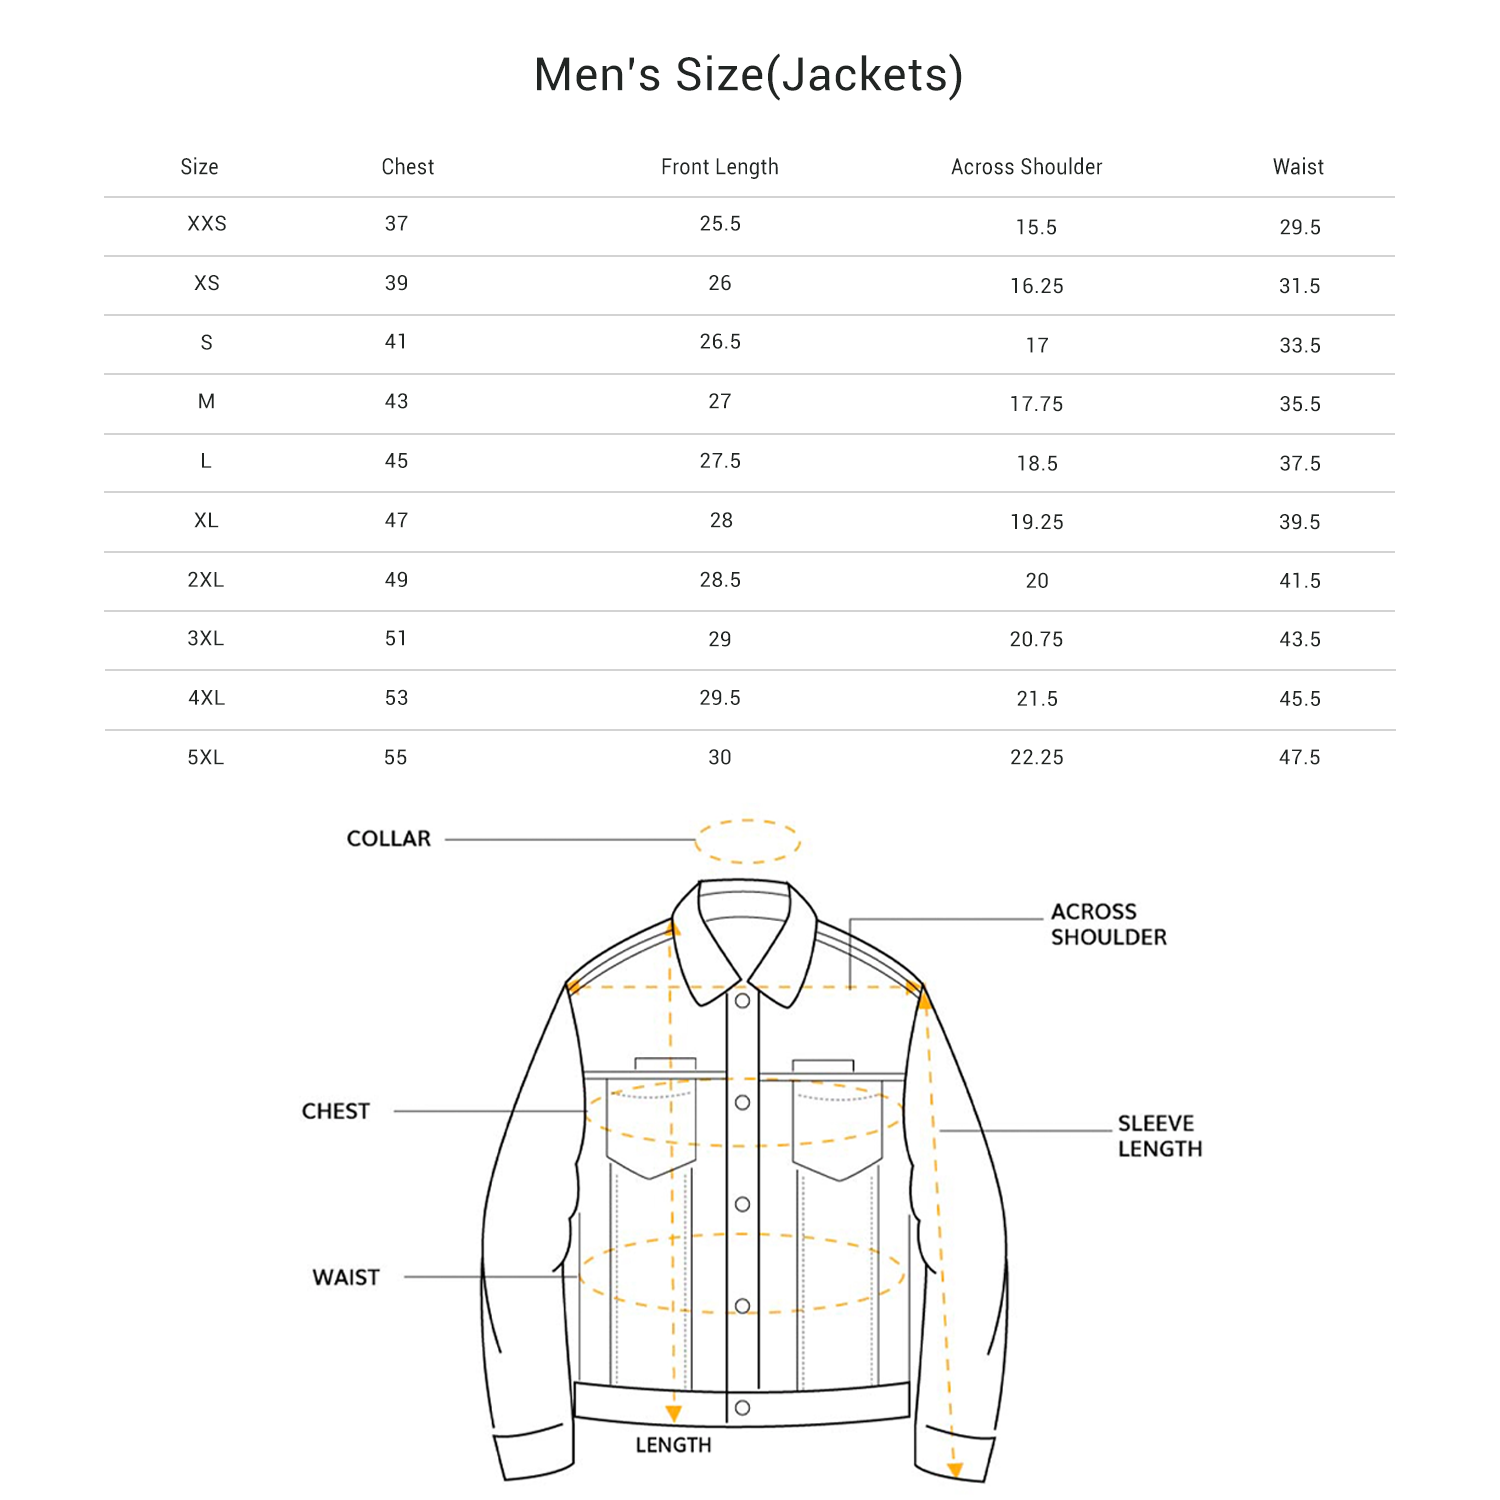 Men's Size(Jackets)
Size Chest Front Length Across Shoulder Waist
XXS 37 25.5 15.5 29.5
XS 39 26 16.25 31.5
S 41 26.5 17 33.5
M 43 27 17.75 35.5
L 45 27.5 18.5 37.5
XL 47 28 19.25 39.5
2XL 49 28.5 20 41.5
3XL 51 29 20.75 43.5
4XL 53 29.5 21.5 45.5
5XL 55 30 22.25 47.5
COLLAR
ACROSS
SHOULDER
CHEST
SLEEVE
LENGTH
WAIST
LENGTH